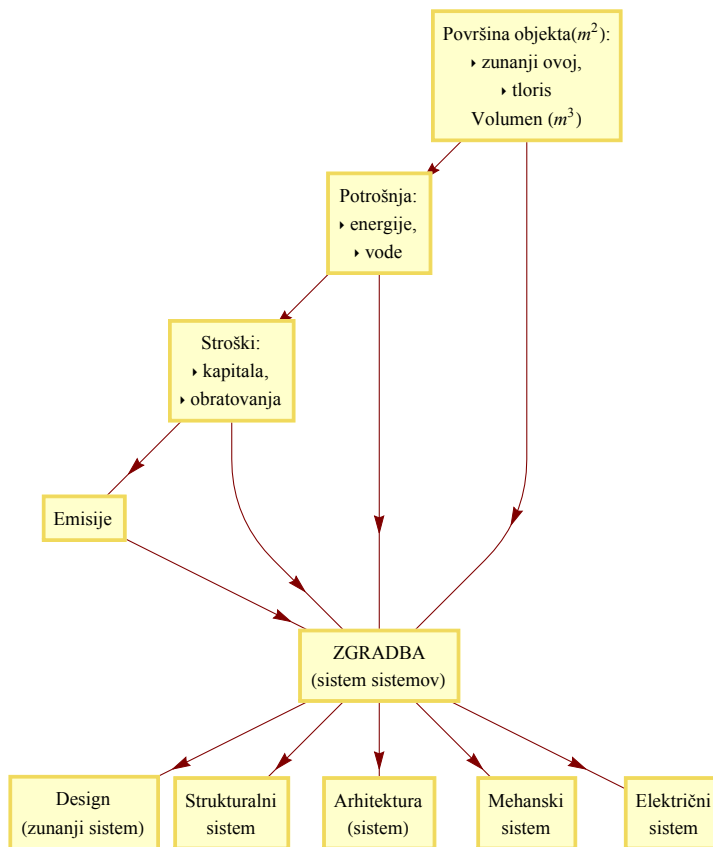 Površina objekta(m²):
‣ zunanji ovoj,
‣ tloris
Volumen (m³)
Potrošnja:
‣ energije,
‣ vode
Stroški:
‣ kapitala,
‣ obratovanja
Emisije
ZGRADBA
(sistem sistemov)
Design
(zunanji sistem)
Strukturalni
sistem
Arhitektura
(sistem)
Mehanski
sistem
Električni
sistem